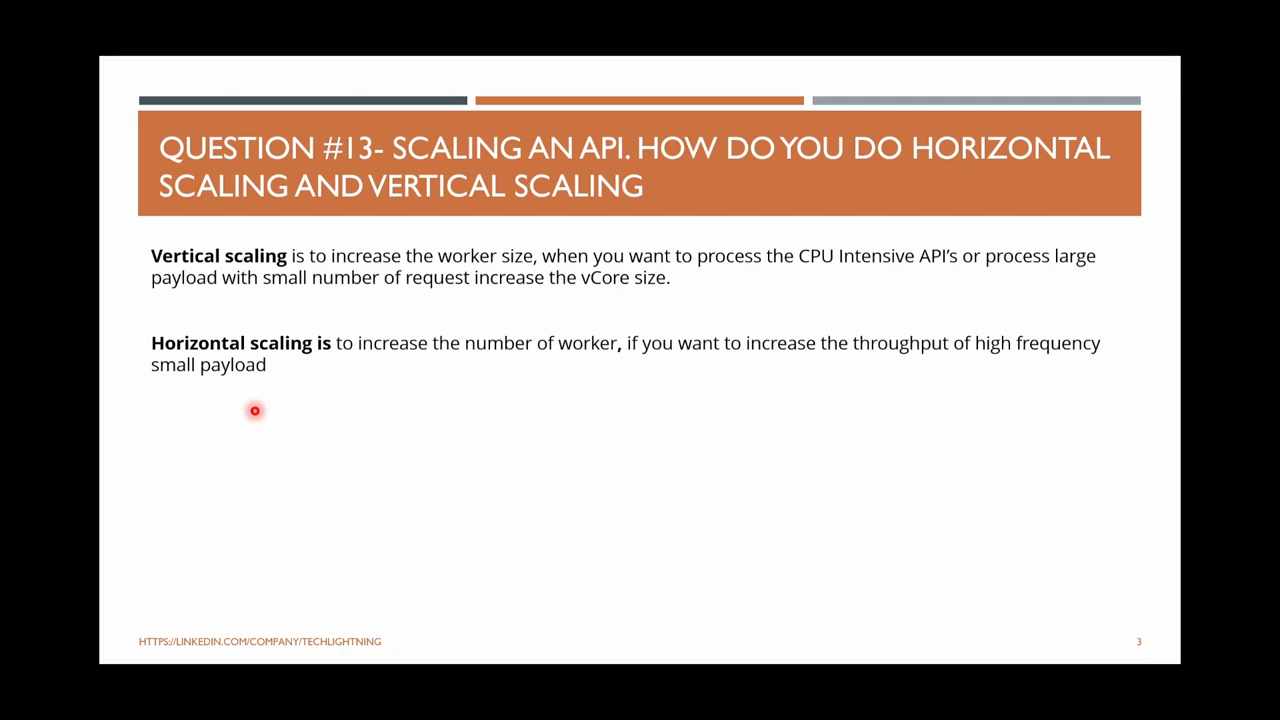 QUESTION #13- SCALING AN API. HOW DO YOU DO HORIZONTAL
SCALING AND VERTICAL SCALING
Vertical scaling is to increase the worker size, when you want to process the CPU Intensive API's or process large
payload with small number of request increase the vCore size.
Horizontal scaling is to increase the number of worker, if you want to increase the throughput of high frequency
small payload
HTTPS://LINKEDIN.COM/COMPANY/TECHLIGHTNING
3